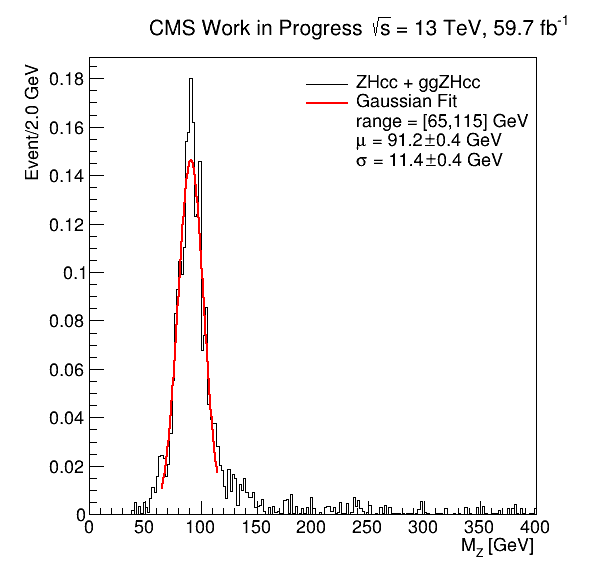 CMS Work in Progress √s = 13 TeV, 59.7 fb⁻¹
Event/2.0 GeV
ZHcc + ggZHcc
Gaussian Fit
range = [65,115] GeV
μ = 91.2±0.4 GeV
σ = 11.4±0.4 GeV
0.18
0.16
0.14
0.12
0.1
0.08
0.06
0.04
0.02
0
0 50 100 150 200 250 300 350 400
M_Z [GeV]